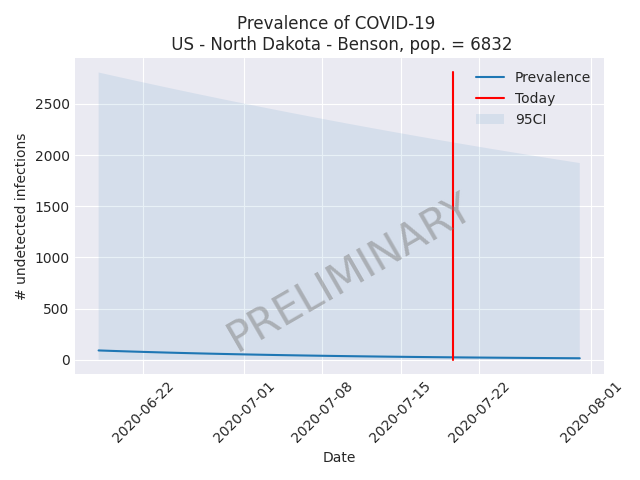 Prevalence of COVID-19
US - North Dakota - Benson, pop. = 6832
Prevalence
Today
95CI
2500
2000
1500
1000
500
0
# undetected infections
PRELIMINARY
2020-06-22
2020-07-01
2020-07-08
2020-07-15
2020-07-22
2020-08-01
Date